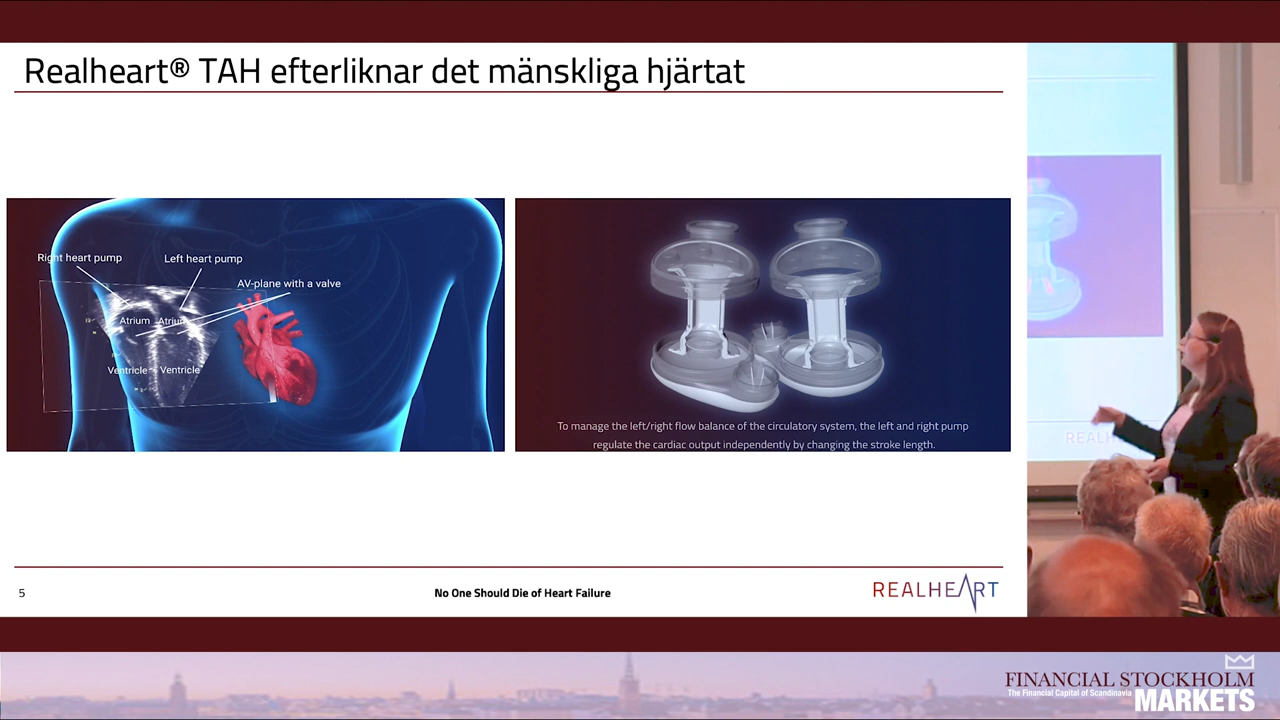 Realheart® TAH efterliknar det mänskliga hjärtat
Right heart pump
Left heart pump
AV-plane with a valve
Atrium
Atrium
Ventricle
Ventricle
To manage the left/right flow balance of the circulatory system, the left and right pump
regulate the cardiac output independently by changing the stroke length.
REALH
5
No One Should Die of Heart Failure
REALHEART
FINANCIAL STOCKHOLM
The Financial Capital of Scandinavia
MARKETS